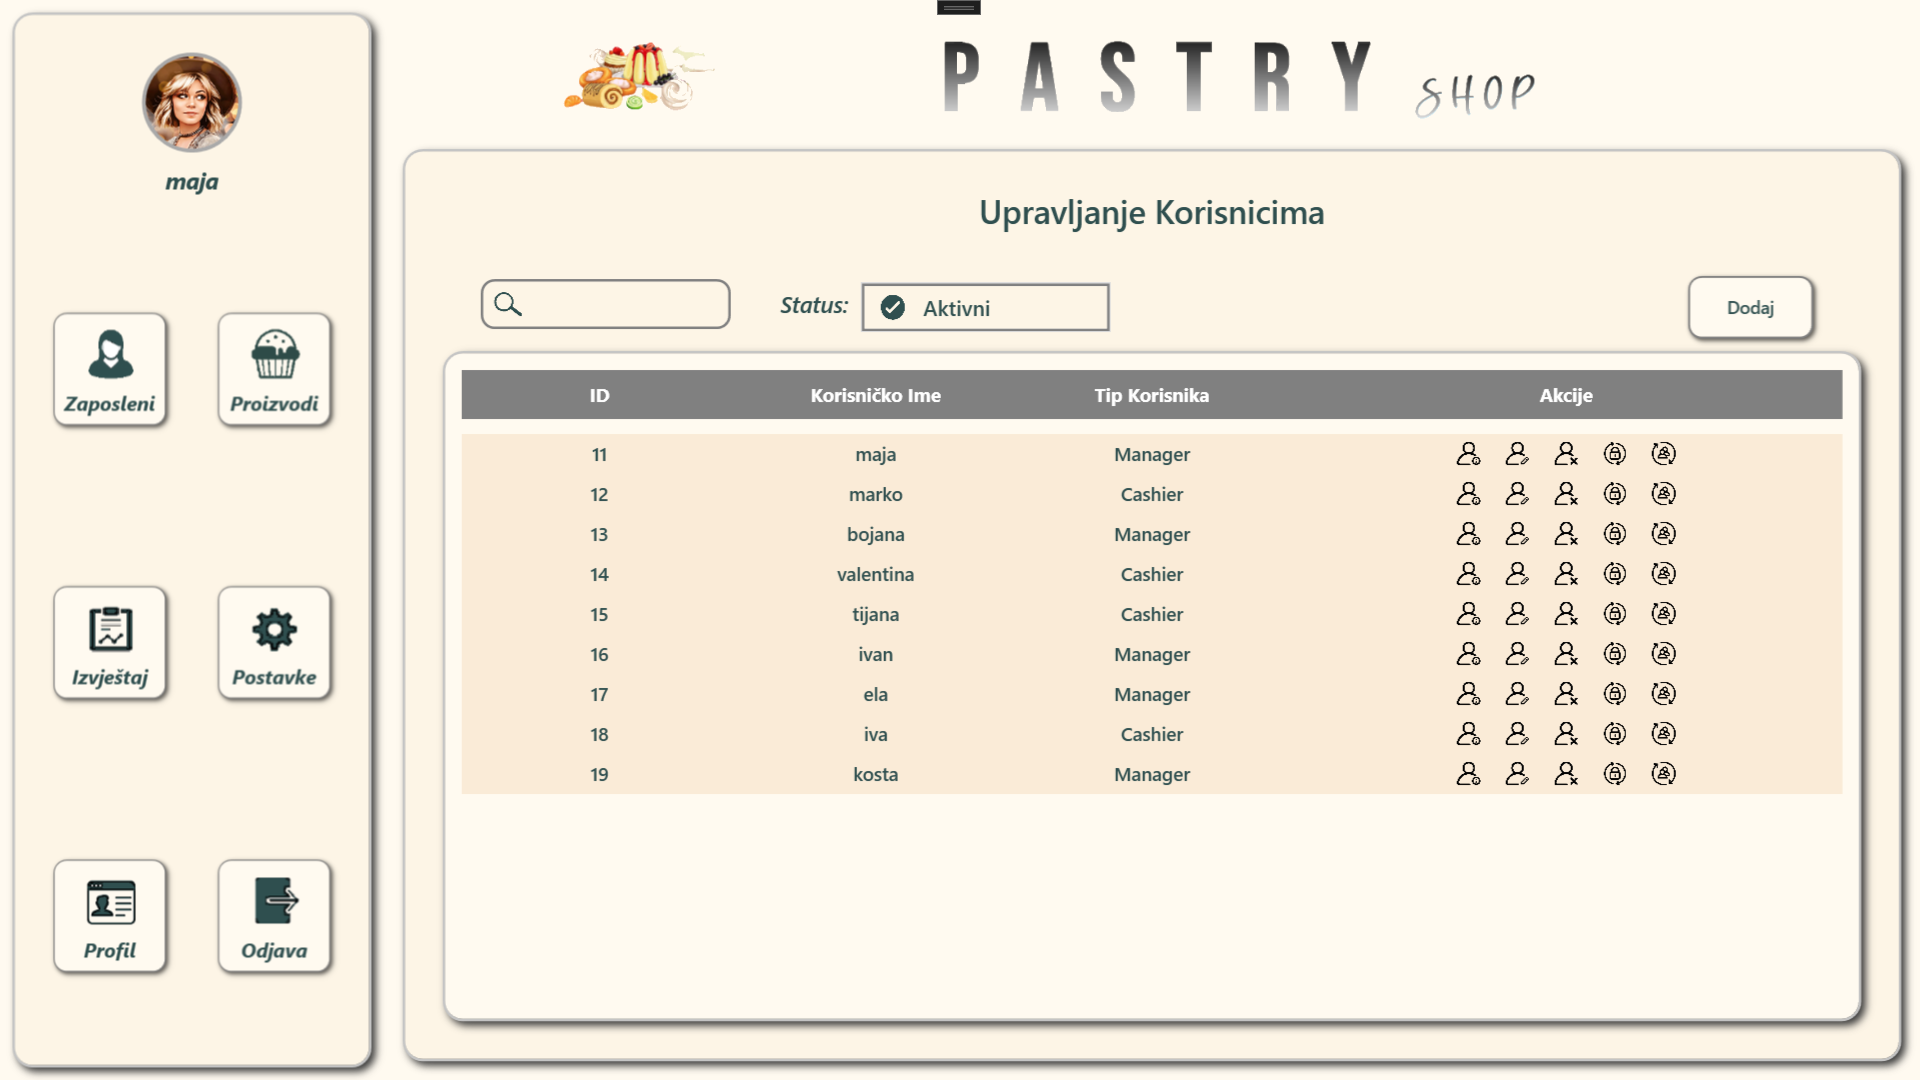 PASTRY SHOP
maja
Zaposleni
Proizvodi
Izvještaj
Postavke
Profil
Odjava
Upravljanje Korisnicima
Status: Aktivni
Dodaj
ID Korisničko Ime Tip Korisnika Akcije
11 maja Manager
12 marko Cashier
13 bojana Manager
14 valentina Cashier
15 tijana Cashier
16 ivan Manager
17 ela Manager
18 iva Cashier
19 kosta Manager